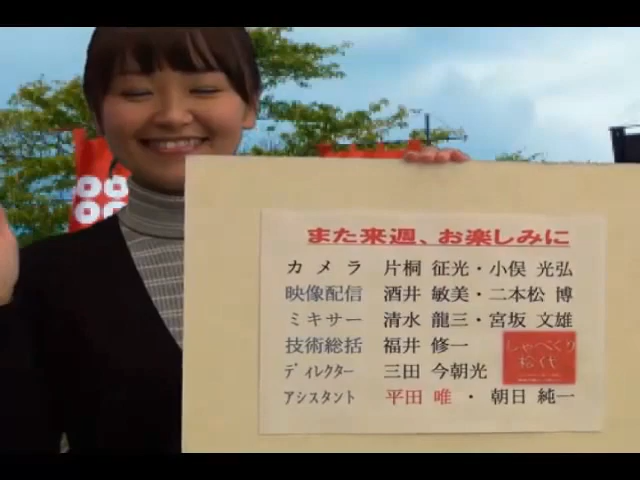 また来週、お楽しみに
カメラ 片桐 征光・小俣 光弘
映像配信 酒井 敏美・二本松 博
ミキサー 清水 龍三・宮坂 文雄
技術総括 福井 修一
ディレクター 三田 今朝光
アシスタント 平田 唯 ・ 朝日 純一
しゃべくり